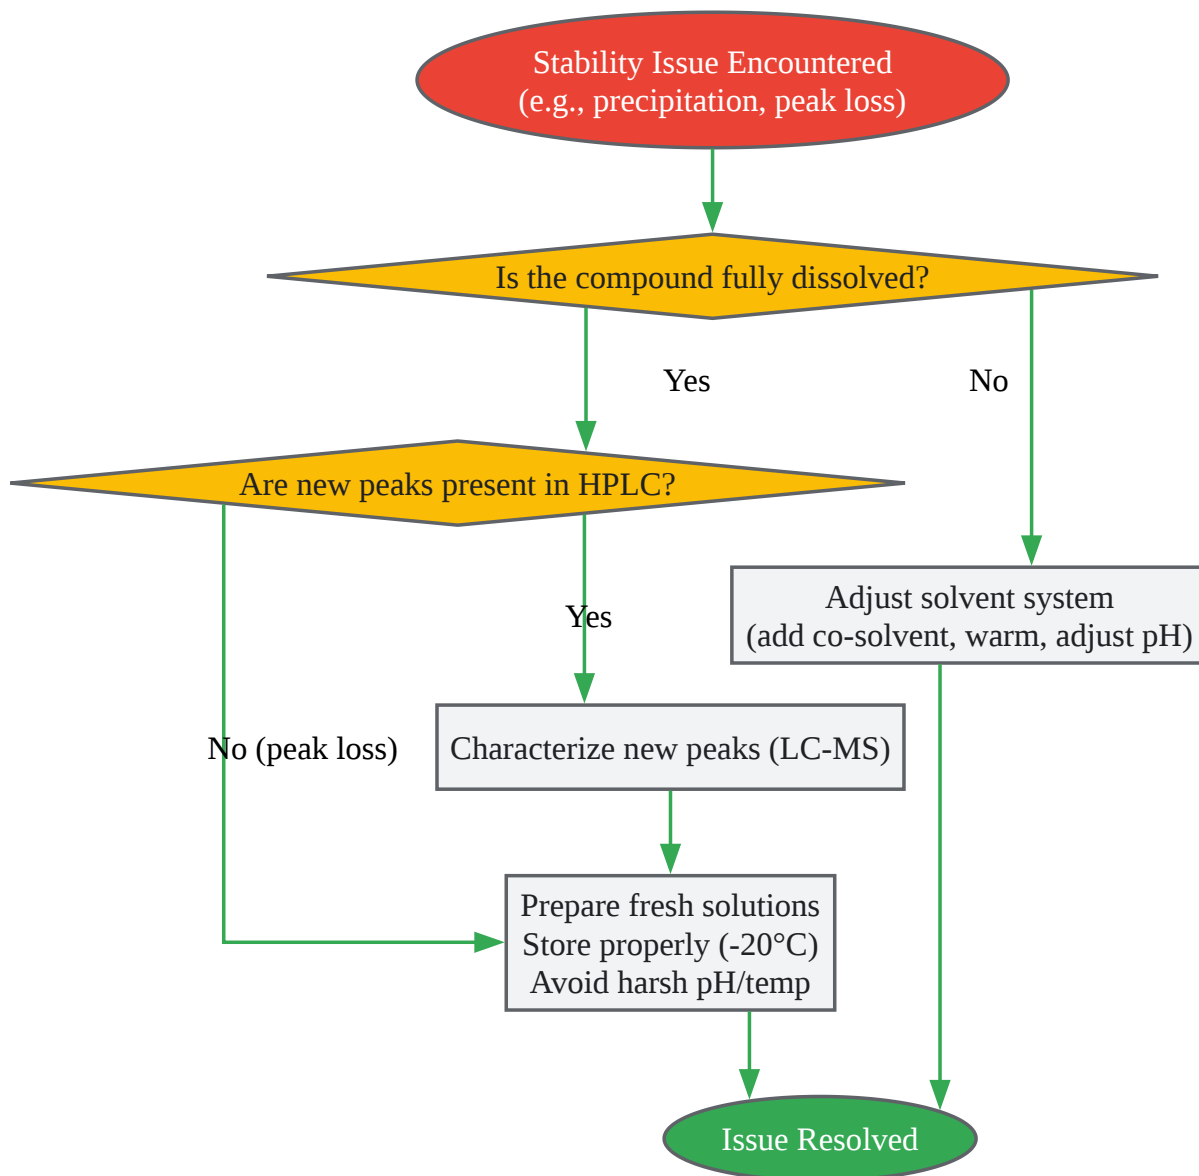 Stability Issue Encountered
(e.g., precipitation, peak loss)
Is the compound fully dissolved?
Yes
No
Are new peaks present in HPLC?
Adjust solvent system
(add co-solvent, warm, adjust pH)
Yes
No (peak loss)
Characterize new peaks (LC-MS)
Prepare fresh solutions
Store properly (-20°C)
Avoid harsh pH/temp
Issue Resolved